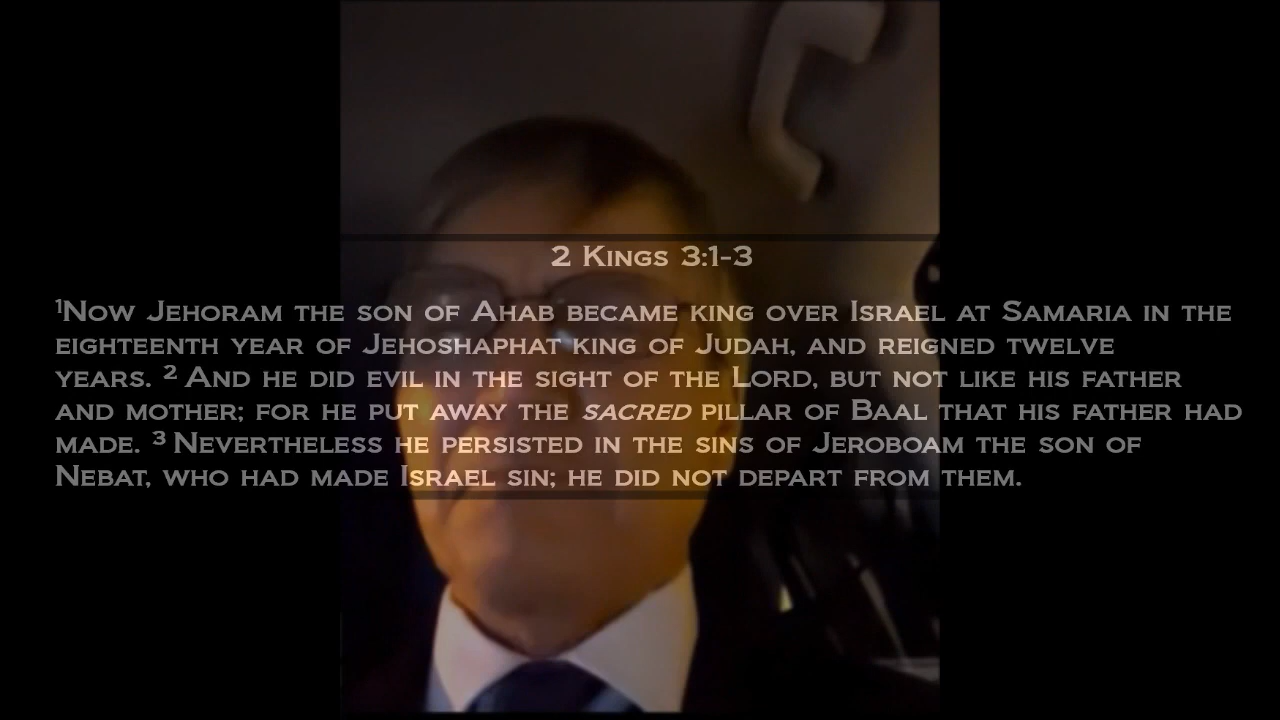 2 Kings 3:1-3
¹Now Jehoram the son of Ahab became king over Israel at Samaria in the
eighteenth year of Jehoshaphat king of Judah, and reigned twelve
years. ² And he did evil in the sight of the Lord, but not like his father
and mother; for he put away the sacred pillar of Baal that his father had
made. ³ Nevertheless he persisted in the sins of Jeroboam the son of
Nebat, who had made Israel sin; he did not depart from them.